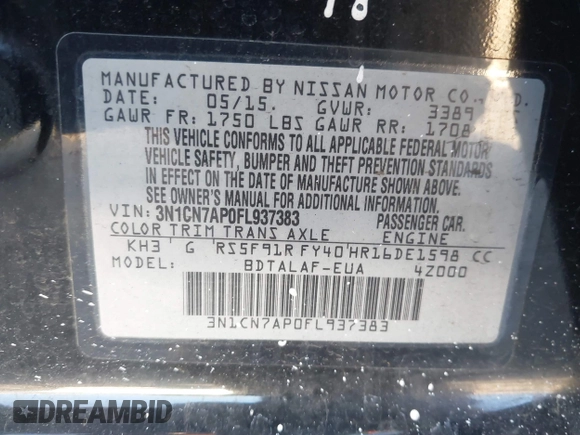 18
MANUFACTURED BY NISSAN MOTOR CO., LTD.
DATE: 05/15. GVWR: 3389
GAWR FR: 1750 LBS GAWR RR: 1708
THIS VEHICLE CONFORMS TO ALL APPLICABLE FEDERAL MOTOR
VEHICLE SAFETY, BUMPER AND THEFT PREVENTION STANDARDS
IN EFFECT ON THE DATE OF MANUFACTURE SHOWN ABOVE.
SEE OWNER'S MANUAL FOR ADDITIONAL INFORMATION.
VIN: 3N1CN7AP0FL937383 PASSENGER CAR.
COLOR TRIM TRANS AXLE ENGINE
KH3 G RS5F91R FY40 HR16DE1598 CC
BDTALAF-EUA 4Z000
3N1CN7AP0FL937383
DREAMBID